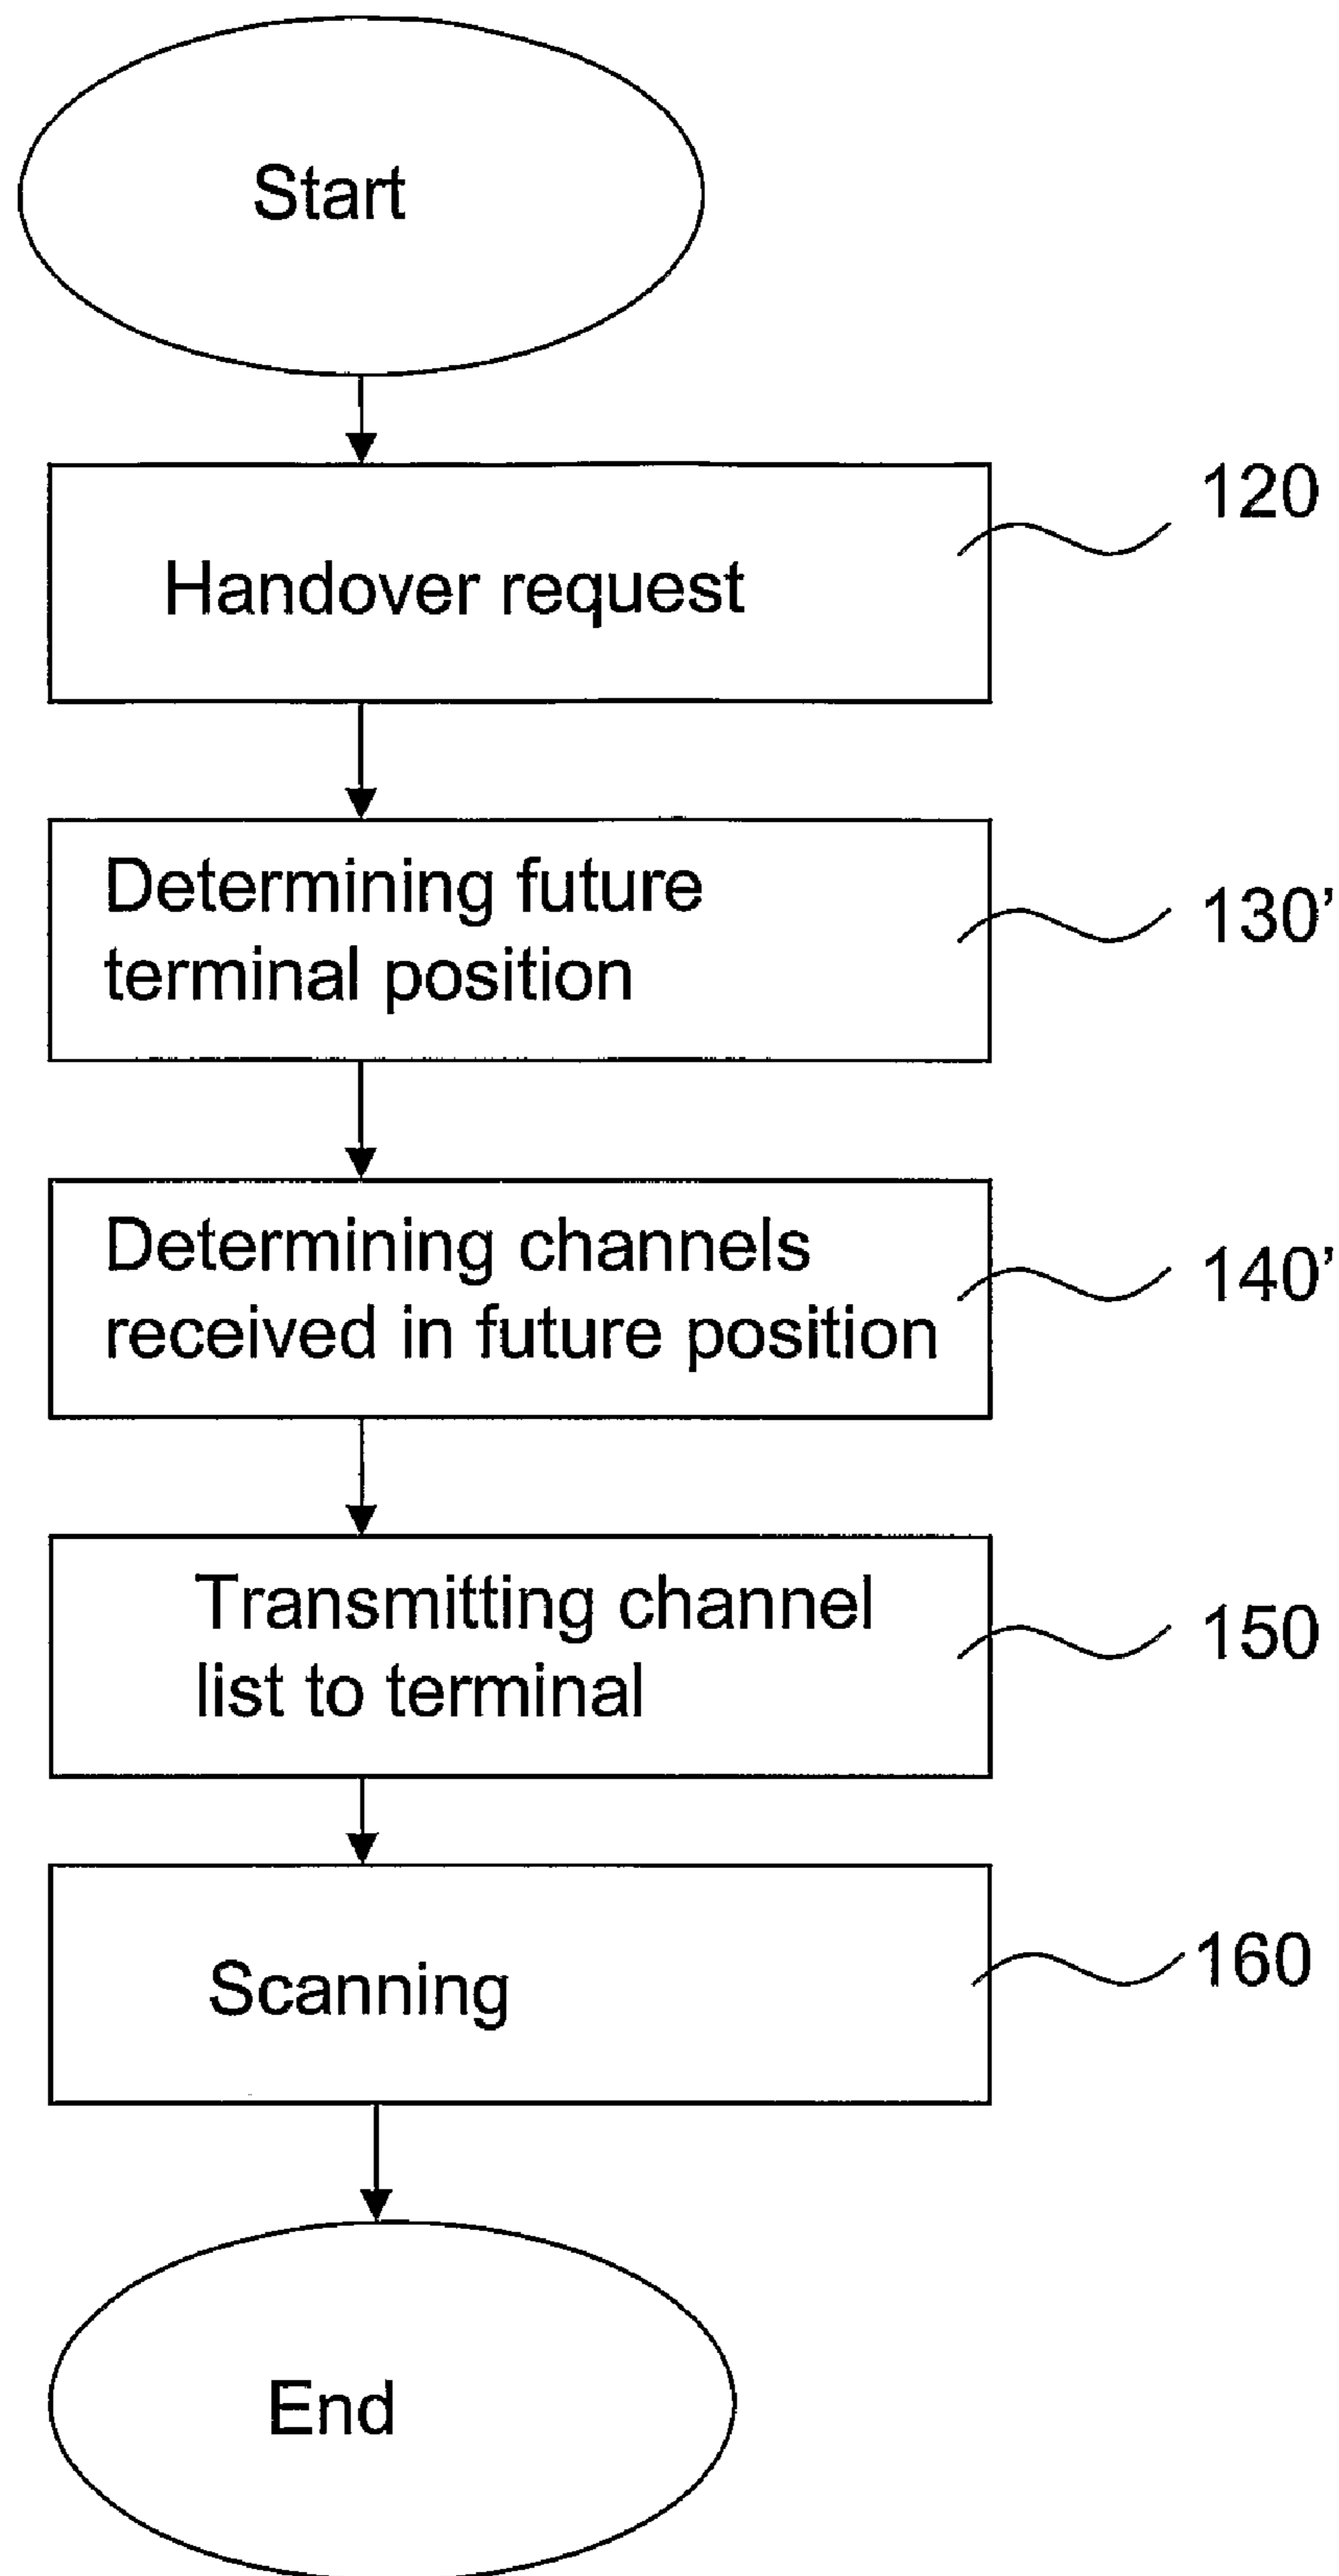 Start
120
Handover request
Determining future
terminal position
130’
Determining channels
received in future position
140’
Transmitting channel
list to terminal
150
Scanning
160
End